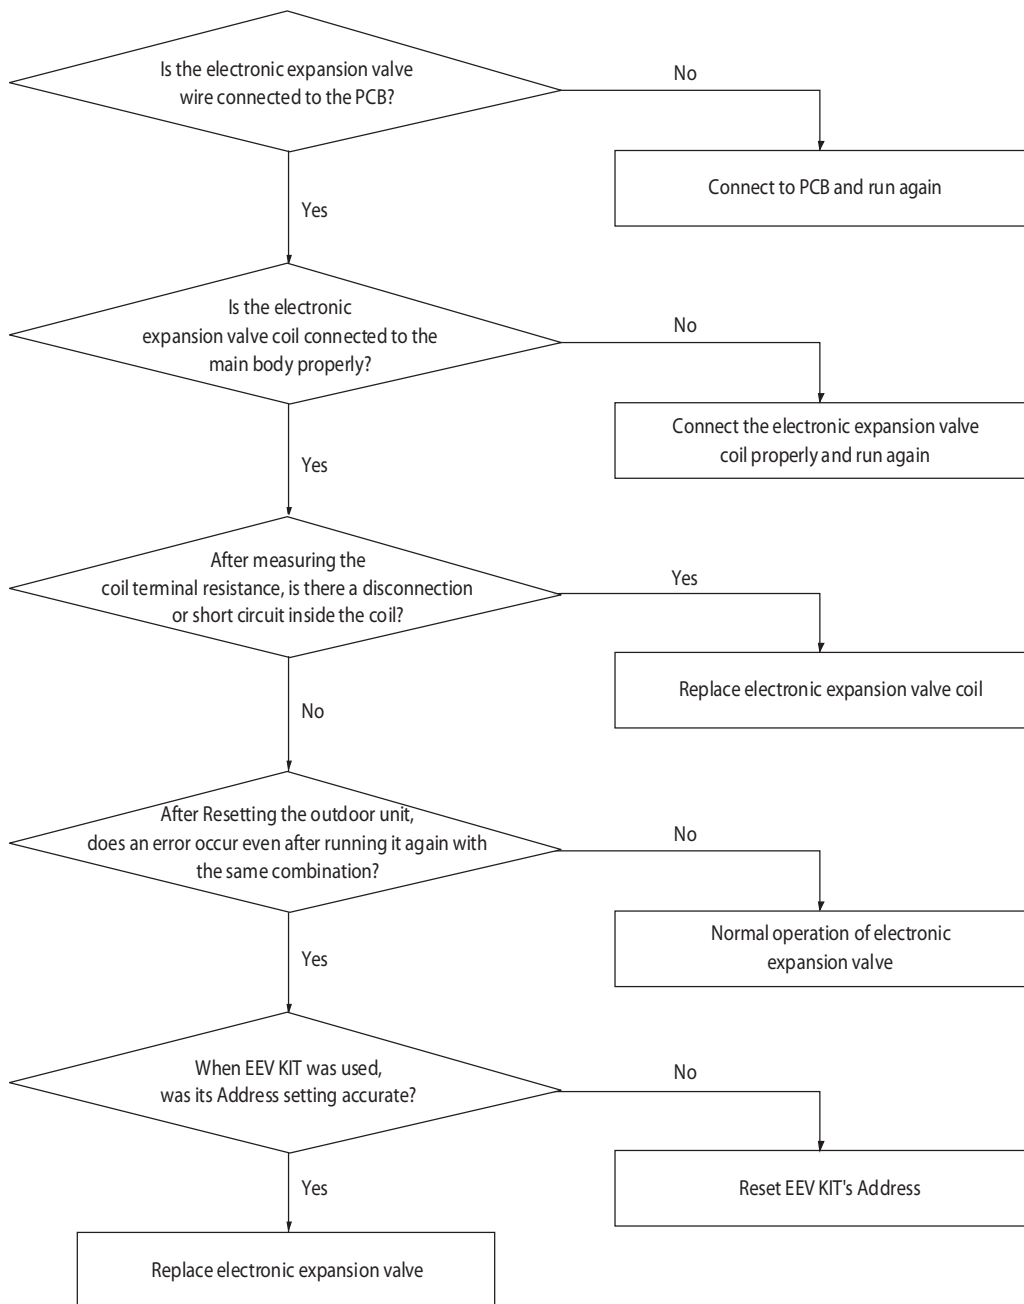 Is the electronic expansion valve
wire connected to the PCB?
No
Connect to PCB and run again
Yes
Is the electronic
expansion valve coil connected to the
main body properly?
No
Connect the electronic expansion valve
coil properly and run again
Yes
After measuring the
coil terminal resistance, is there a disconnection
or short circuit inside the coil?
Yes
Replace electronic expansion valve coil
No
After Resetting the outdoor unit,
does an error occur even after running it again with
the same combination?
No
Normal operation of electronic
expansion valve
Yes
When EEV KIT was used,
was its Address setting accurate?
No
Reset EEV KIT's Address
Yes
Replace electronic expansion valve